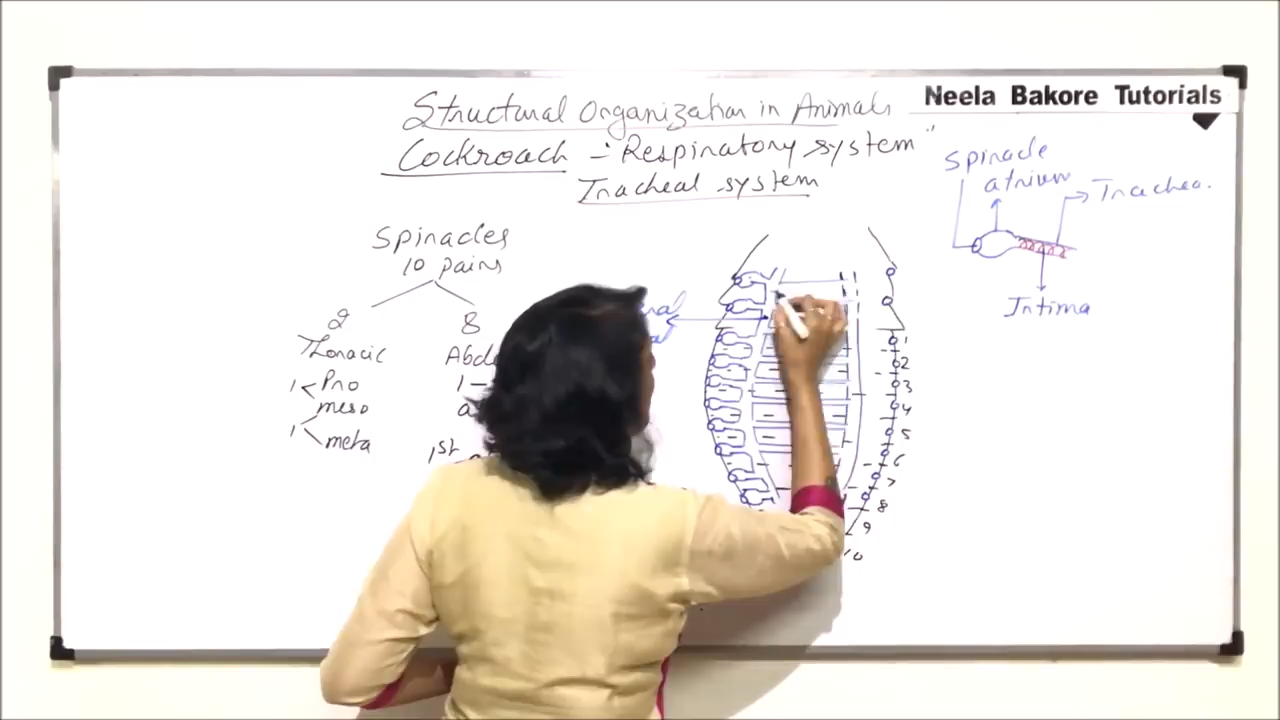 Structural Organization in Animals
Neela Bakore Tutorials
Cockroach - Respiratory system"
Tracheal system
Spiracle
atrium
Trachea.
Intima
Spiracles
10 pairs
2
8
Thoracic
1 Pro
meso
1 meta
1st
1
2
3
4
5
6
7
8
9
10